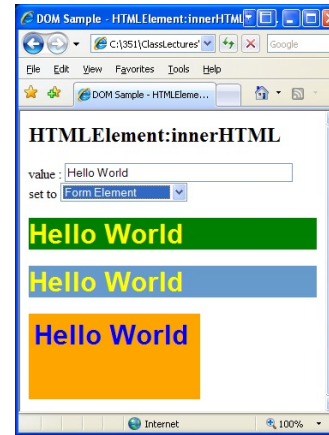 DOM Sample - HTMLElement:innerHTML
C:\351\ClassLectures'
Google
File Edit View Favorites Tools Help
DOM Sample - HTMLEleme...
HTMLElement:innerHTML
value : Hello World
set to Form Element
Hello World
Hello World
Hello World
Internet 100%